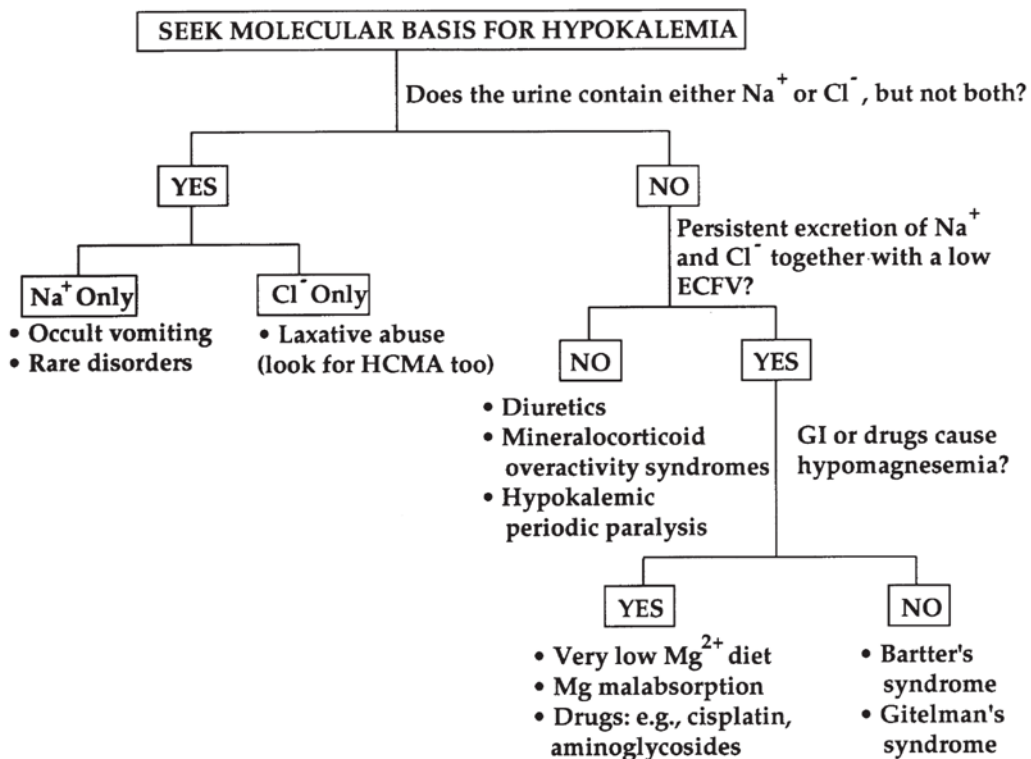 SEEK MOLECULAR BASIS FOR HYPOKALEMIA
Does the urine contain either Na⁺ or Cl⁻, but not both?
YES
NO
Persistent excretion of Na⁺
and Cl⁻ together with a low
ECFV?
Na⁺ Only
• Occult vomiting
• Rare disorders
Cl⁻ Only
• Laxative abuse
(look for HCMA too)
NO
• Diuretics
• Mineralocorticoid
overactivity syndromes
• Hypokalemic
periodic paralysis
YES
GI or drugs cause
hypomagnesemia?
YES
• Very low Mg²⁺ diet
• Mg malabsorption
• Drugs: e.g., cisplatin,
aminoglycosides
NO
• Bartter's
syndrome
• Gitelman's
syndrome